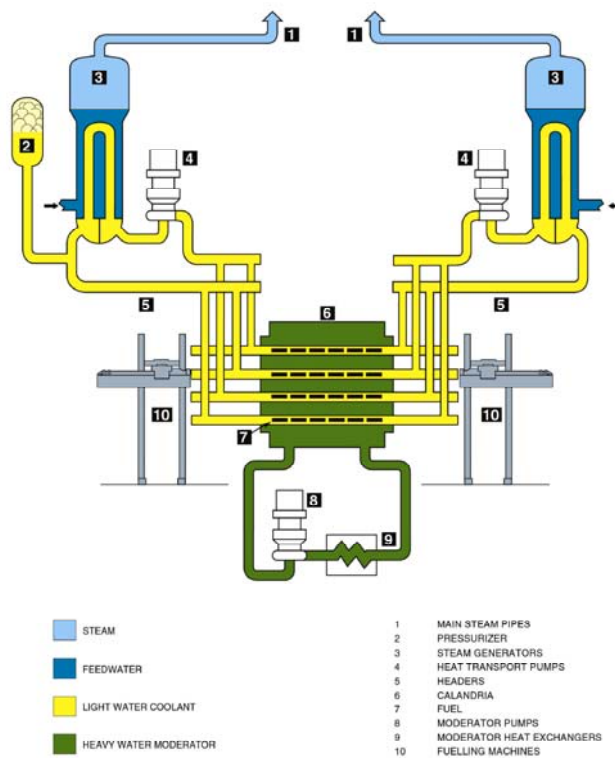 1
1
3
3
2
4
4
5
5
6
10
10
7
8
9
STEAM
FEEDWATER
LIGHT WATER COOLANT
HEAVY WATER MODERATOR
1 MAIN STEAM PIPES
2 PRESSURIZER
3 STEAM GENERATORS
4 HEAT TRANSPORT PUMPS
5 HEADERS
6 CALANDRIA
7 FUEL
8 MODERATOR PUMPS
9 MODERATOR HEAT EXCHANGERS
10 FUELLING MACHINES